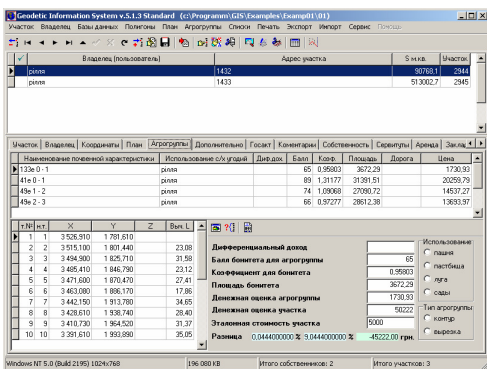 Geodetic Information System v.5.1.3 Standard (c:\Programm\GIS\Examples\Examp01\01)
Участок Владелец Базы данных Полигоны План Агрогруппы Списки Печать Экспорт Импорт Сервис Помощь
Владелец (пользователь) Адрес участка S м.кв. Участок
рілля 1432 90768,1 2944
рілля 1433 513002,7 2945
Участок Владелец Координаты План Агрогруппы Дополнительно Госакт Коментарии Собственность Сервитуты Аренда Заклад
Наименование почвенной характеристики Использование с/х угодий Диф.дох Балл Коэф. Площадь Дорога Цена
133е 0 - 1 рілля 65 0,95803 3672,29 1730,93
41е 0 - 1 рілля 89 1,31177 31391,51 20259,79
49е 1 - 2 рілля 74 1,09068 27090,72 14537,27
49е 2 - 3 рілля 66 0,97277 28612,38 13693,97
т.№ н.т. X Y Z Выч. L
1 1 3 526,910 1 781,610
2 2 3 515,100 1 801,440 23,08
3 3 3 494,900 1 825,710 31,58
4 4 3 485,410 1 846,790 23,12
5 5 3 471,600 1 870,470 27,41
6 6 3 463,080 1 886,170 17,86
7 7 3 442,150 1 913,780 34,65
8 8 3 428,610 1 938,740 28,40
9 9 3 410,730 1 964,520 31,37
10 10 3 391,610 1 993,890 35,05
Дифференциальный доход
Балл бонитета для агрогруппы 65
Коэффициент для бонитета 0,95803
Площадь бонитета 3672,29
Денежная оценка агрогруппы 1730,93
Денежная оценка участка 50222
Эталонная стоимость участка 5000
Разница 0,0444000000 % 9,0444000000 % -45222,00 грн.
Использование:
пашня
пастбища
луга
сады
Тип агрогруппы:
контур
вырезка
Windows NT 5.0 (Build 2195) 1024x768 196 080 KB Итого собственников: 2 Итого участков: 3